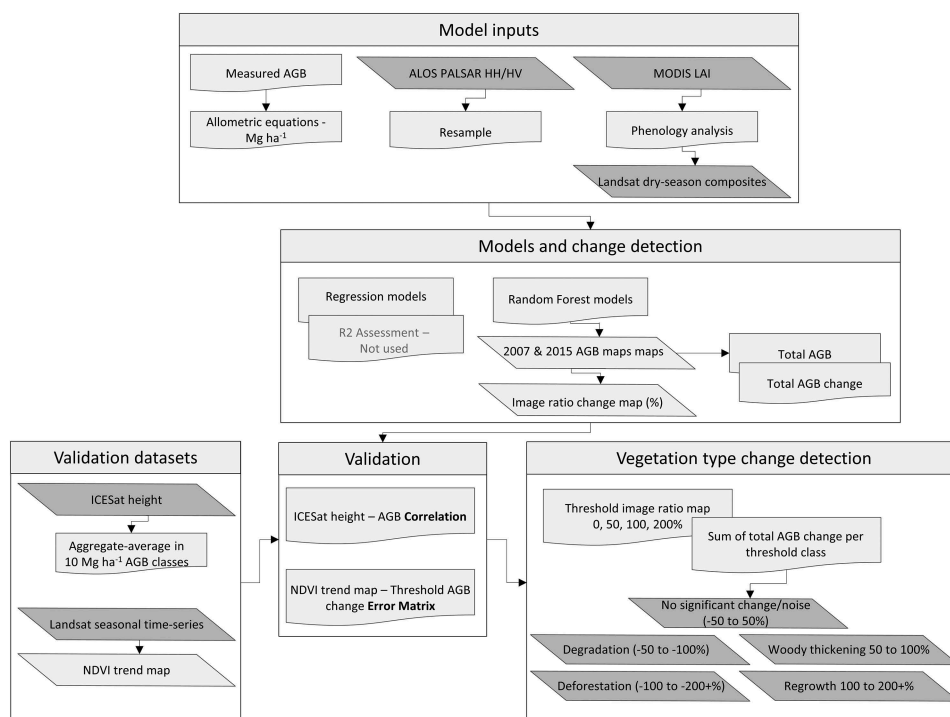 Model inputs
Measured AGB
Allometric equations -
Mg ha⁻¹
ALOS PALSAR HH/HV
Resample
MODIS LAI
Phenology analysis
Landsat dry-season composites
Models and change detection
Regression models
R2 Assessment –
Not used
Random Forest models
2007 & 2015 AGB maps maps
Image ratio change map (%)
Total AGB
Total AGB change
Validation datasets
ICESat height
Aggregate-average in
10 Mg ha⁻¹ AGB classes
Landsat seasonal time-series
NDVI trend map
Validation
ICESat height – AGB Correlation
NDVI trend map – Threshold AGB
change Error Matrix
Vegetation type change detection
Threshold image ratio map
0, 50, 100, 200%
Sum of total AGB change per
threshold class
No significant change/noise
(-50 to 50%)
Degradation (-50 to -100%)
Woody thickening 50 to 100%
Deforestation (-100 to -200+%)
Regrowth 100 to 200+%